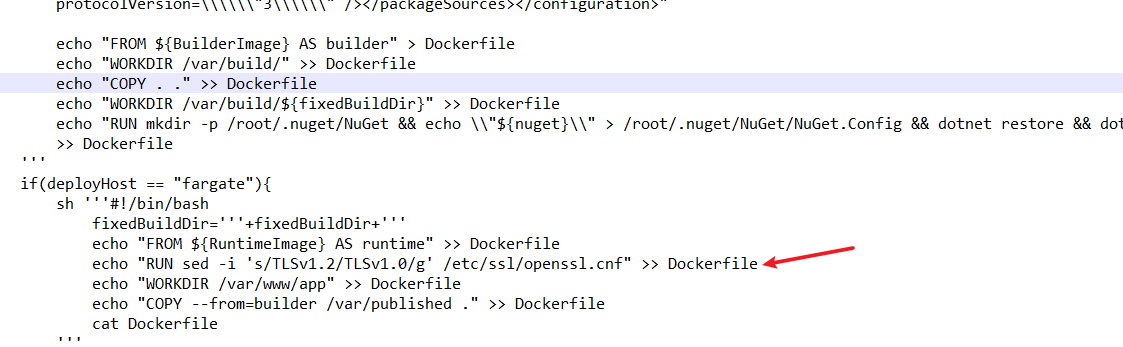 protocolVersion=\\\\\\"3\\\\\\" /></packageSources></configuration>"
echo "FROM ${BuilderImage} AS builder" > Dockerfile
echo "WORKDIR /var/build/" >> Dockerfile
echo "COPY . ." >> Dockerfile
echo "WORKDIR /var/build/${fixedBuildDir}" >> Dockerfile
echo "RUN mkdir -p /root/.nuget/NuGet && echo \\"${nuget}\\" > /root/.nuget/NuGet/NuGet.Config && dotnet restore && dot
>> Dockerfile
'''
if(deployHost == "fargate"){
sh '''#!/bin/bash
fixedBuildDir='''+fixedBuildDir+'''
echo "FROM ${RuntimeImage} AS runtime" >> Dockerfile
echo "RUN sed -i 's/TLSv1.2/TLSv1.0/g' /etc/ssl/openssl.cnf" >> Dockerfile
echo "WORKDIR /var/www/app" >> Dockerfile
echo "COPY --from=builder /var/published ." >> Dockerfile
cat Dockerfile
'''